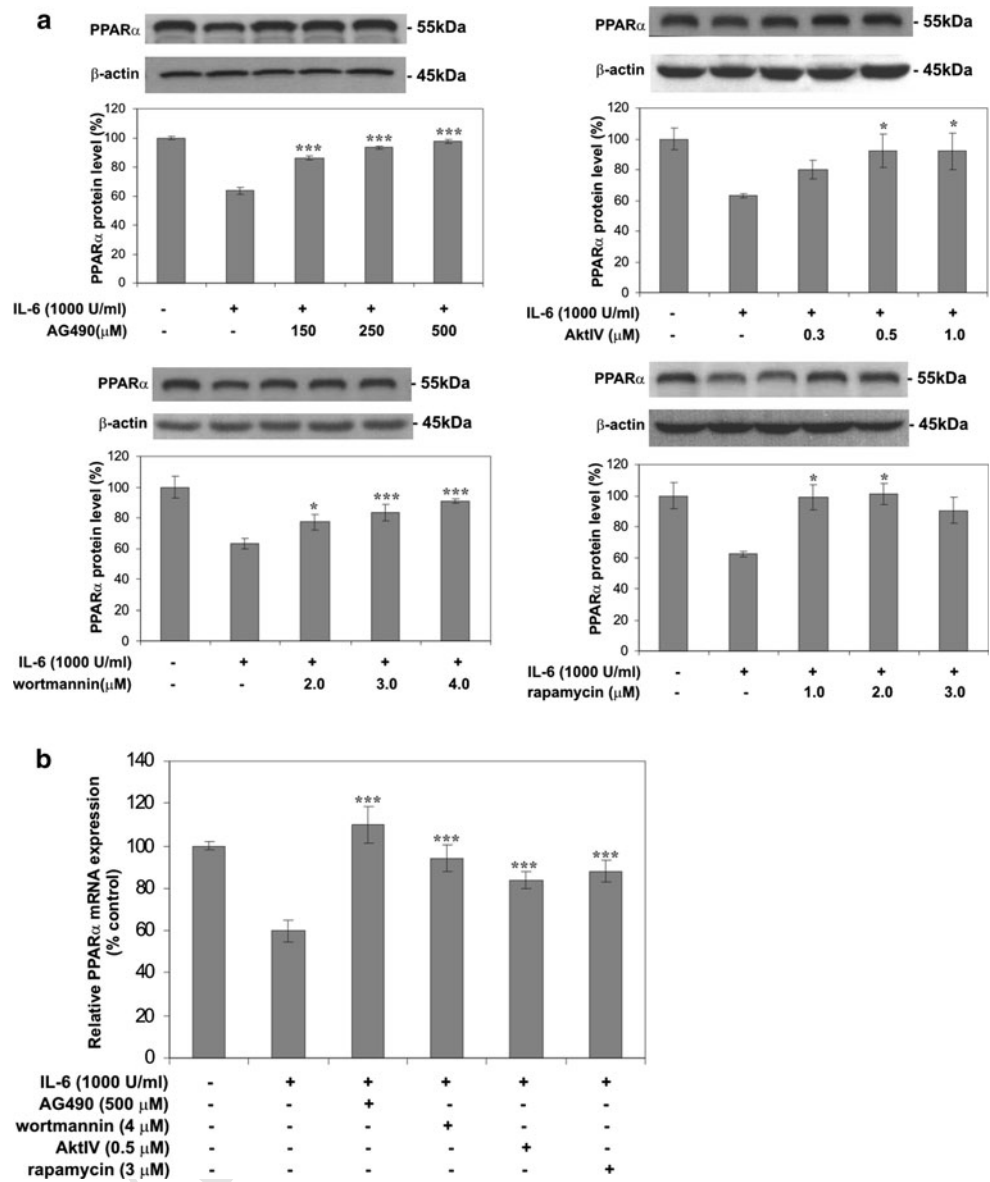 a
PPARα - 55kDa
β-actin - 45kDa
PPARα protein level (%)
120
100
80
60
40
20
0
*** *** ***
IL-6 (1000 U/ml) - + + + +
AG490(μM) - - 150 250 500
PPARα - 55kDa
β-actin - 45kDa
PPARα protein level (%)
120
100
80
60
40
20
0
* *
IL-6 (1000 U/ml) - + + + +
AktIV (μM) - - 0.3 0.5 1.0
PPARα - 55kDa
β-actin - 45kDa
PPARα protein level (%)
120
100
80
60
40
20
0
* *** ***
IL-6 (1000 U/ml) - + + + +
wortmannin(μM) - - 2.0 3.0 4.0
PPARα - 55kDa
β-actin - 45kDa
PPARα protein level (%)
120
100
80
60
40
20
0
* *
IL-6 (1000 U/ml) - + + + +
rapamycin (μM) - - 1.0 2.0 3.0
b
Relative PPARα mRNA expression
(% control)
140
120
100
80
60
40
20
0
*** *** *** ***
IL-6 (1000 U/ml) - + + + + +
AG490 (500 μM) - - + - - -
wortmannin (4 μM) - - - + - -
AktIV (0.5 μM) - - - - + -
rapamycin (3 μM) - - - - - +